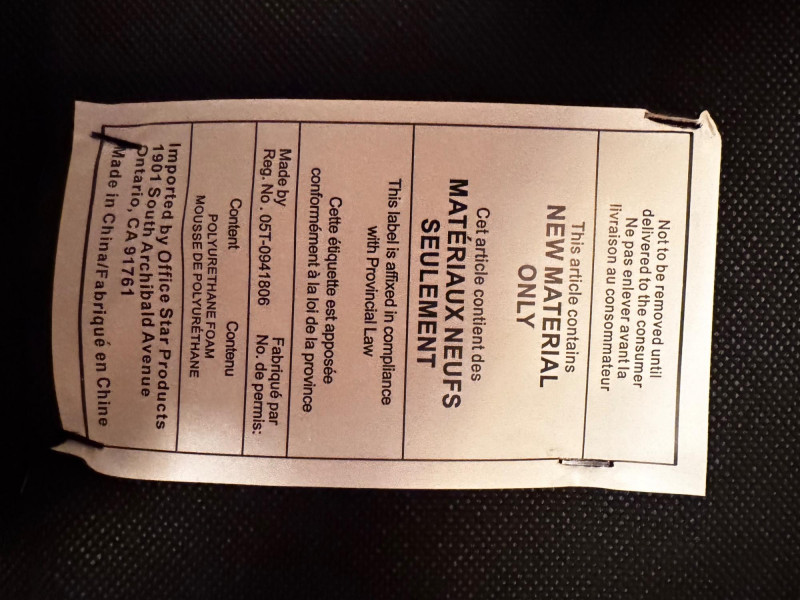 Not to be removed until
delivered to the consumer
Ne pas enlever avant la
livraison au consommateur
This article contains
NEW MATERIAL
ONLY
Cet article contient des
MATÉRIAUX NEUFS
SEULEMENT
This label is affixed in compliance
with Provincial Law
Cette étiquette est apposée
conformément à la loi de la province
Made by Fabriqué par
Reg. No. 05T-0941806 No. de permis:
Content Contenu
POLYURETHANE FOAM
MOUSSE DE POLYURÉTHANE
Imported by Office Star Products
1901 South Archibald Avenue
Ontario, CA 91761
Made in China/Fabriqué en Chine